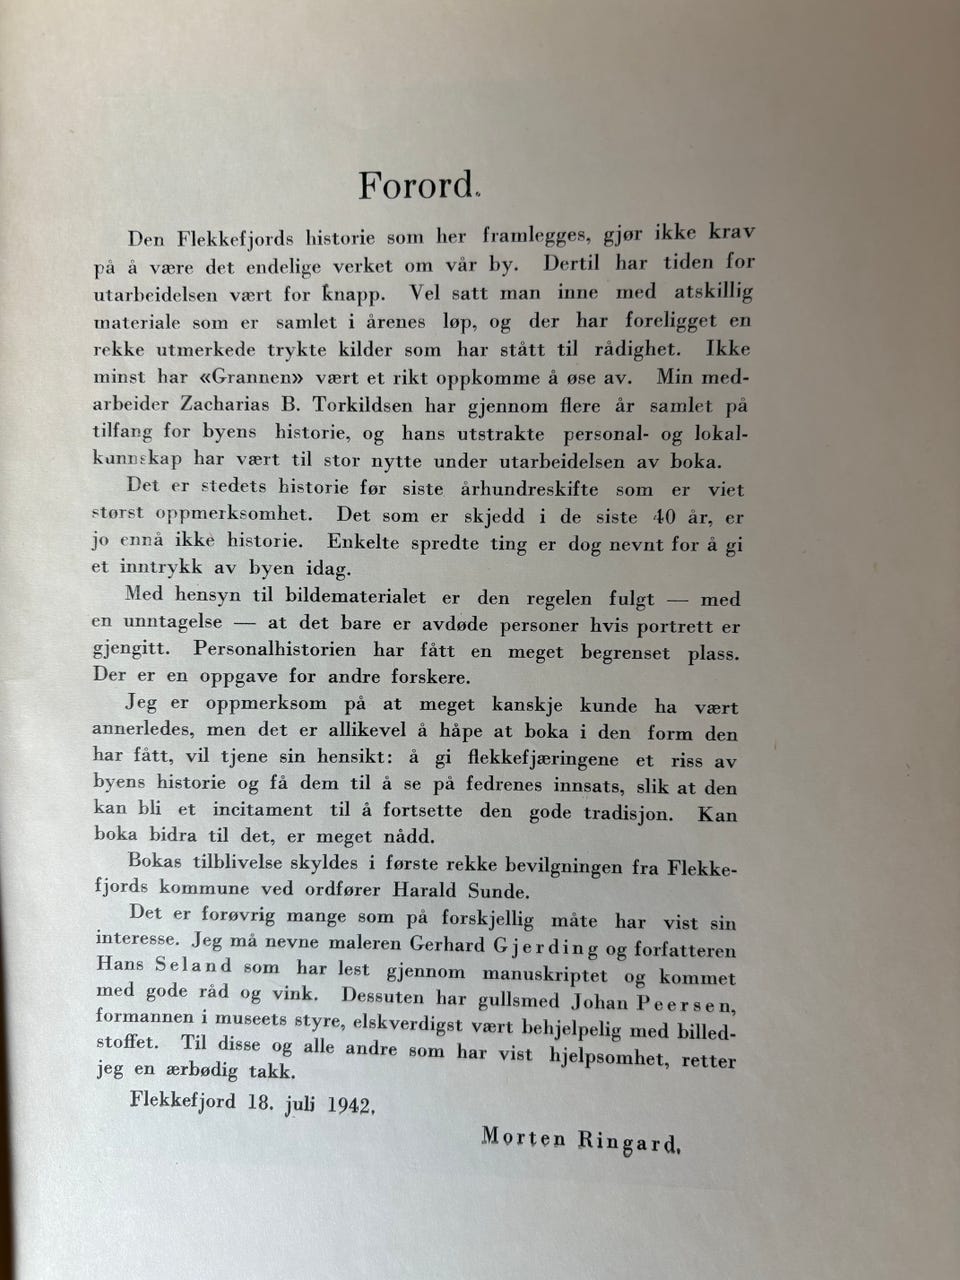 Forord.
Den Flekkefjords historie som her framlegges, gjør ikke krav
på å være det endelige verket om vår by. Dertil har tiden for
utarbeidelsen vært for knapp. Vel satt man inne med atskillig
materiale som er samlet i årenes løp, og der har foreligget en
rekke utmerkede trykte kilder som har stått til rådighet. Ikke
minst har «Grannen» vært et rikt oppkomme å øse av. Min med-
arbeider Zacharias B. Torkildsen har gjennom flere år samlet på
tilfang for byens historie, og hans utstrakte personal- og lokal-
kunnskap har vært til stor nytte under utarbeidelsen av boka.
Det er stedets historie før siste århundreskifte som er viet
størst oppmerksomhet. Det som er skjedd i de siste 40 år, er
jo ennå ikke historie. Enkelte spredte ting er dog nevnt for å gi
et inntrykk av byen idag.
Med hensyn til bildematerialet er den regelen fulgt — med
en unntagelse — at det bare er avdøde personer hvis portrett er
gjengitt. Personalhistorien har fått en meget begrenset plass.
Der er en oppgave for andre forskere.
Jeg er oppmerksom på at meget kanskje kunde ha vært
annerledes, men det er allikevel å håpe at boka i den form den
har fått, vil tjene sin hensikt: å gi flekkefjæringene et riss av
byens historie og få dem til å se på fedrenes innsats, slik at den
kan bli et incitament til å fortsette den gode tradisjon. Kan
boka bidra til det, er meget nådd.
Bokas tilblivelse skyldes i første rekke bevilgningen fra Flekke-
fjords kommune ved ordfører Harald Sunde.
Det er forøvrig mange som på forskjellig måte har vist sin
interesse. Jeg må nevne maleren Gerhard Gjerding og forfatteren
Hans Seland som har lest gjennom manuskriptet og kommet
med gode råd og vink. Dessuten har gullsmed Johan Peersen,
formannen i museets styre, elskverdigst vært behjelpelig med billed-
stoffet. Til disse og alle andre som har vist hjelpsomhet, retter
jeg en ærbødig takk.
Flekkefjord 18. juli 1942.
Morten Ringard.